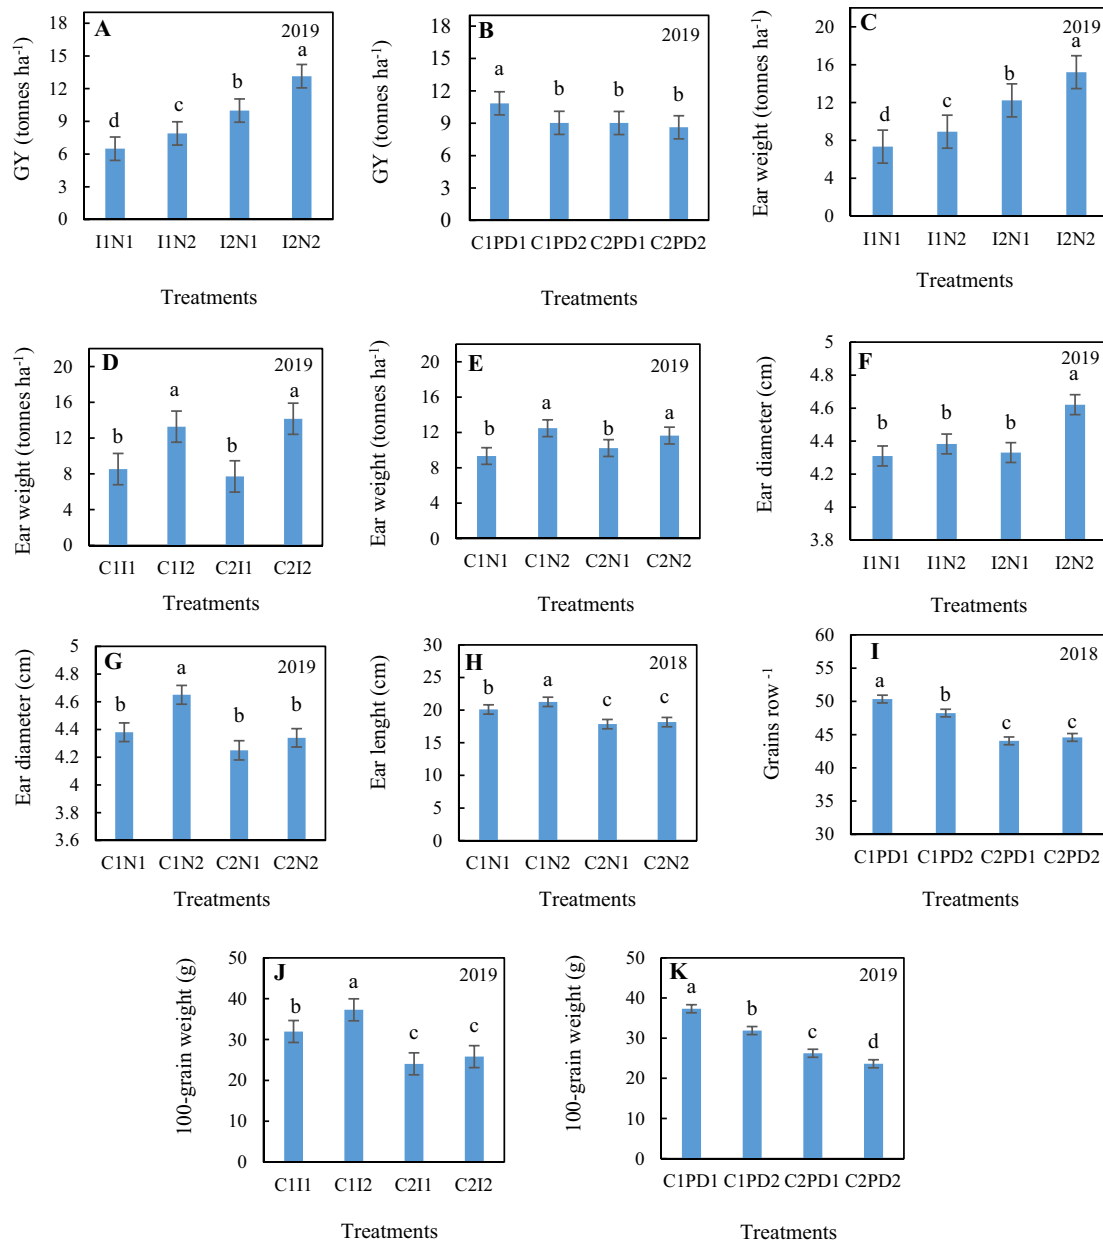 A
2019
GY (tonnes ha-1)
18
15
12
9
6
3
0
d
c
b
a
I1N1 I1N2 I2N1 I2N2
Treatments
B
2019
GY (tonnes ha-1)
18
15
12
9
6
3
0
a
b
b
b
C1PD1 C1PD2 C2PD1 C2PD2
Treatments
C
2019
Ear weight (tonnes ha-1)
20
16
12
8
4
0
d
c
b
a
I1N1 I1N2 I2N1 I2N2
Treatments
D
2019
Ear weight (tonnes ha-1)
20
16
12
8
4
0
b
a
b
a
C1I1 C1I2 C2I1 C2I2
Treatments
E
2019
Ear weight (tonnes ha-1)
20
16
12
8
4
0
b
a
b
a
C1N1 C1N2 C2N1 C2N2
Treatments
F
2019
Ear diameter (cm)
5
4.8
4.6
4.4
4.2
4
3.8
b
b
b
a
I1N1 I1N2 I2N1 I2N2
Treatments
G
2019
Ear diameter (cm)
5
4.8
4.6
4.4
4.2
4
3.8
3.6
b
a
b
b
C1N1 C1N2 C2N1 C2N2
Treatments
H
2018
Ear lenght (cm)
30
25
20
15
10
5
0
b
a
c
c
C1N1 C1N2 C2N1 C2N2
Treatments
I
2018
Grains row -1
60
55
50
45
40
35
30
a
b
c
c
C1PD1 C1PD2 C2PD1 C2PD2
Treatments
J
2019
100-grain weight (g)
50
40
30
20
10
0
b
a
c
c
C1I1 C1I2 C2I1 C2I2
Treatments
K
2019
100-grain weight (g)
50
40
30
20
10
0
a
b
c
d
C1PD1 C1PD2 C2PD1 C2PD2
Treatments